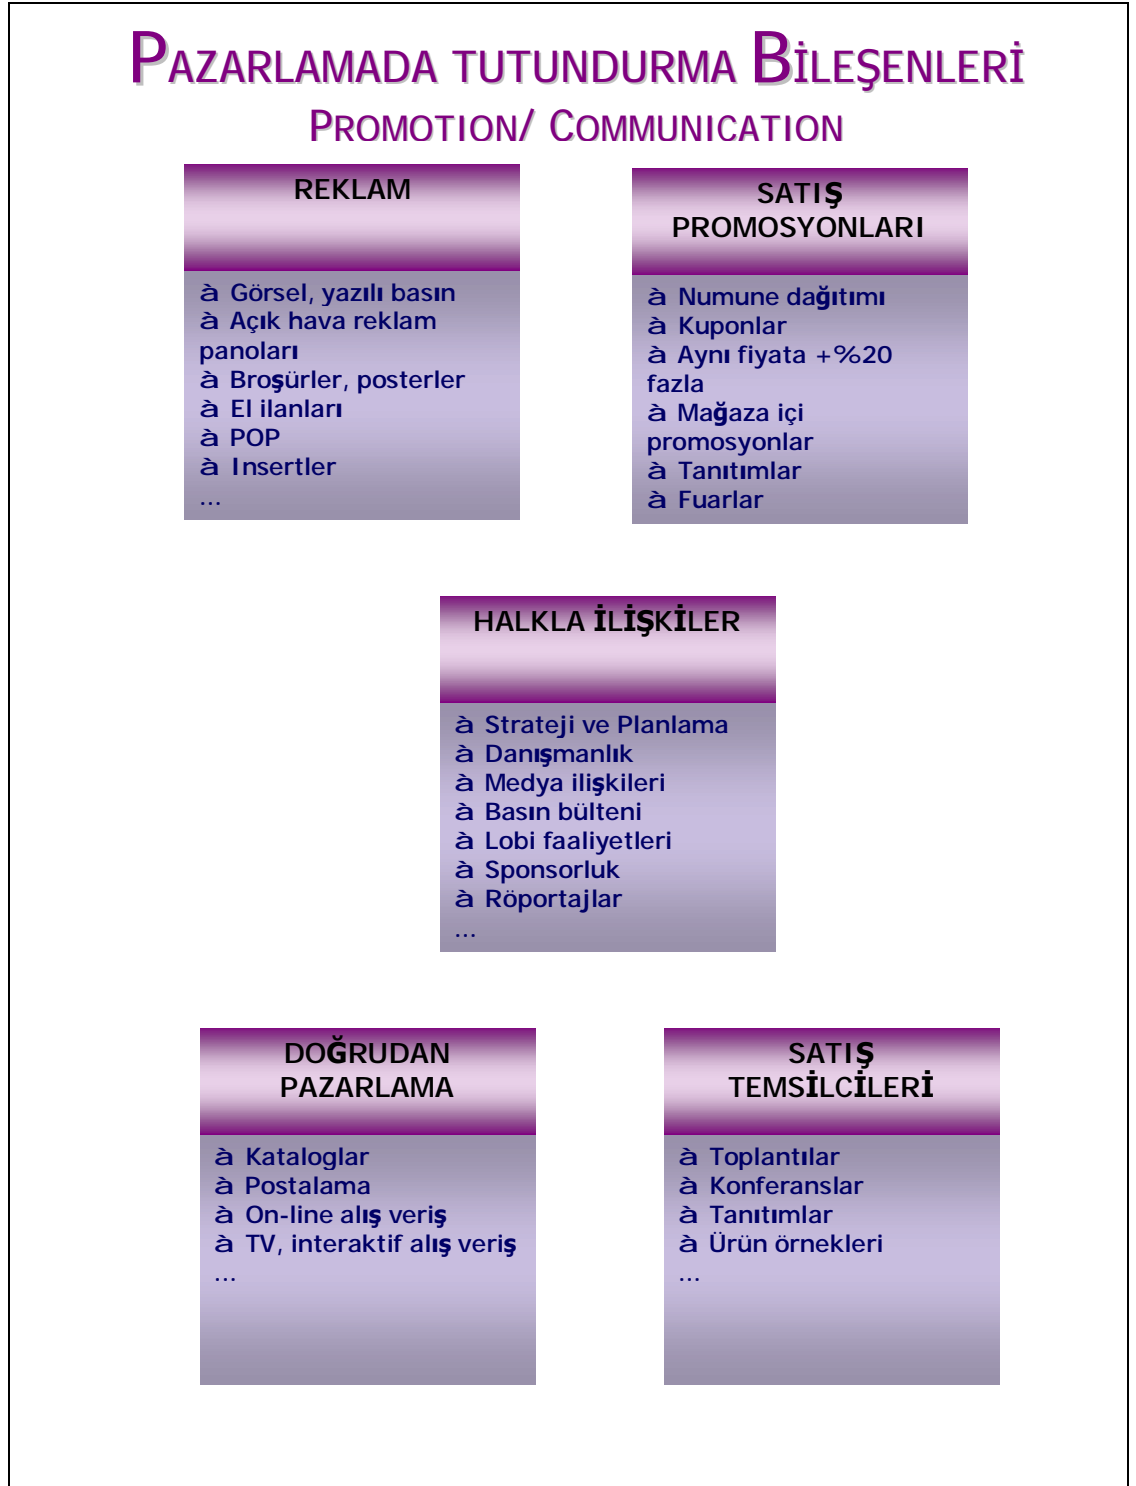 PAZARLAMADA TUTUNDURMA BİLEŞENLERİ
PROMOTION/ COMMUNICATION
REKLAM
à Görsel, yazılı basın
à Açık hava reklam
panoları
à Broşürler, posterler
à El ilanları
à POP
à Insertler
...
SATIŞ
PROMOSYONLARI
à Numune dağıtımı
à Kuponlar
à Aynı fiyata +%20
fazla
à Mağaza içi
promosyonlar
à Tanıtımlar
à Fuarlar
HALKLA İLİŞKİLER
à Strateji ve Planlama
à Danışmanlık
à Medya ilişkileri
à Basın bülteni
à Lobi faaliyetleri
à Sponsorluk
à Röportajlar
...
DOĞRUDAN
PAZARLAMA
à Kataloglar
à Postalama
à On-line alış veriş
à TV, interaktif alış veriş
...
SATIŞ
TEMSİLCİLERİ
à Toplantılar
à Konferanslar
à Tanıtımlar
à Ürün örnekleri
...